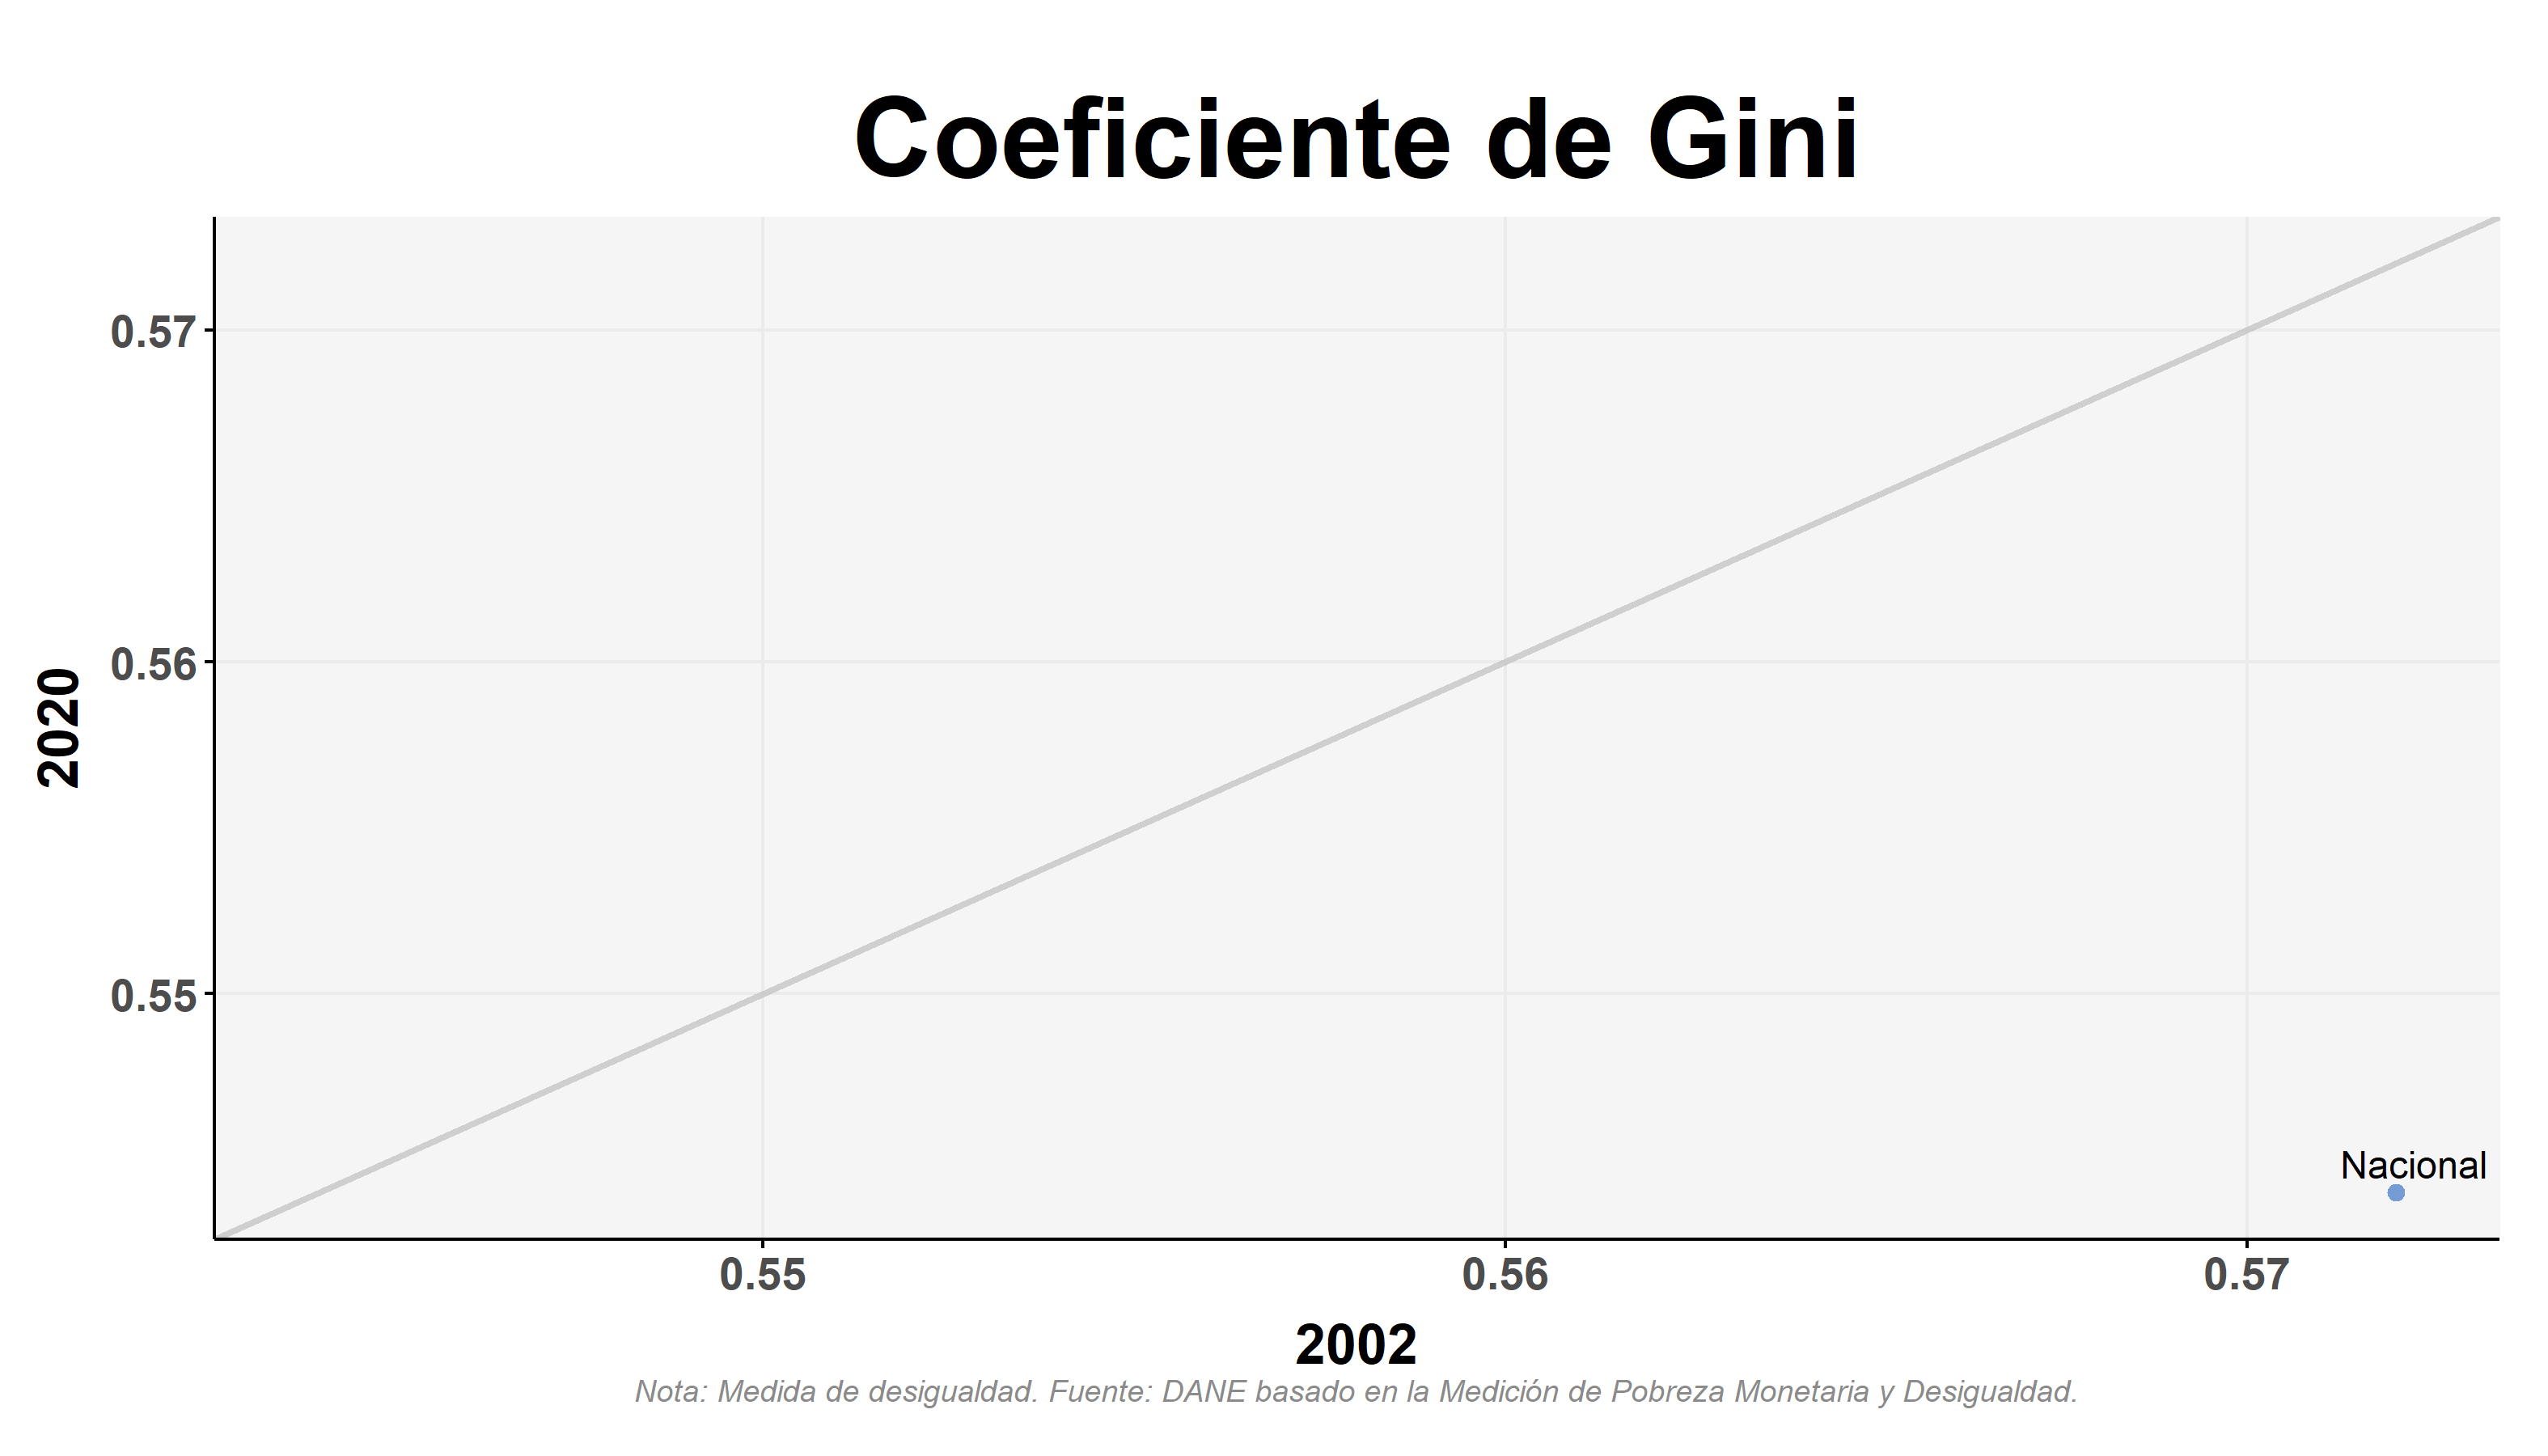 Coeficiente de Gini
2020
0.57
0.56
0.55
Nacional
0.55
0.56
0.57
2002
Nota: Medida de desigualdad. Fuente: DANE basado en la Medición de Pobreza Monetaria y Desigualdad.